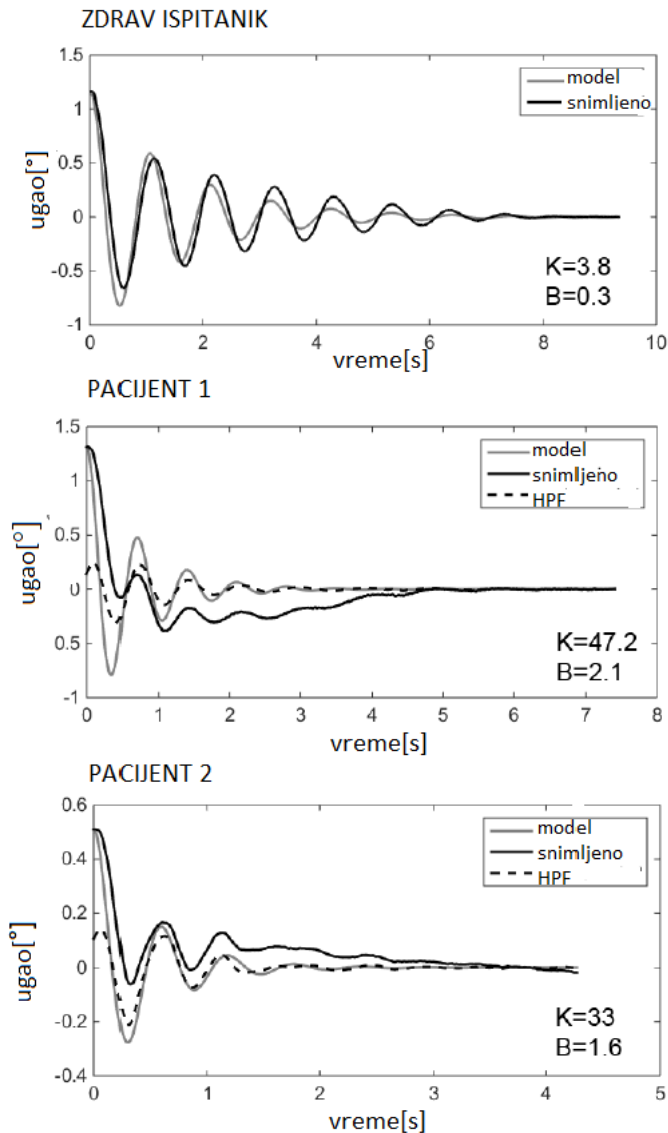 ZDRAV ISPITANIK
1.5
1
0.5
0
-0.5
-1
ugao[°]
model
snimljeno
K=3.8
B=0.3
0 2 4 6 8 10
vreme[s]
PACIJENT 1
1.5
1
0.5
0
0.5
-1
ugao[°]
model
snimljeno
HPF
K=47.2
B=2.1
0 1 2 3 4 5 6 7 8
vreme[s]
PACIJENT 2
0.6
0.4
0.2
0
-0.2
-0.4
ugao[°]
model
snimljeno
HPF
K=33
B=1.6
0 1 2 3 4 5
vreme[s]